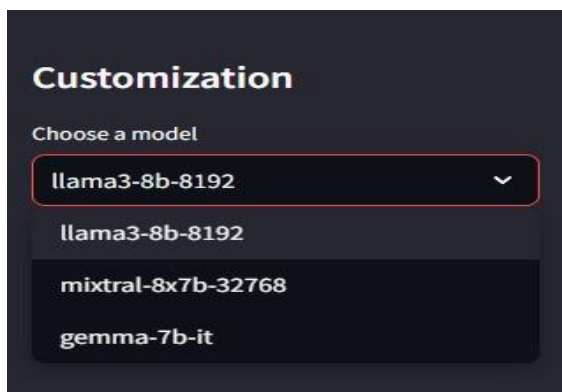 Customization
Choose a model
llama3-8b-8192
llama3-8b-8192
mixtral-8x7b-32768
gemma-7b-it